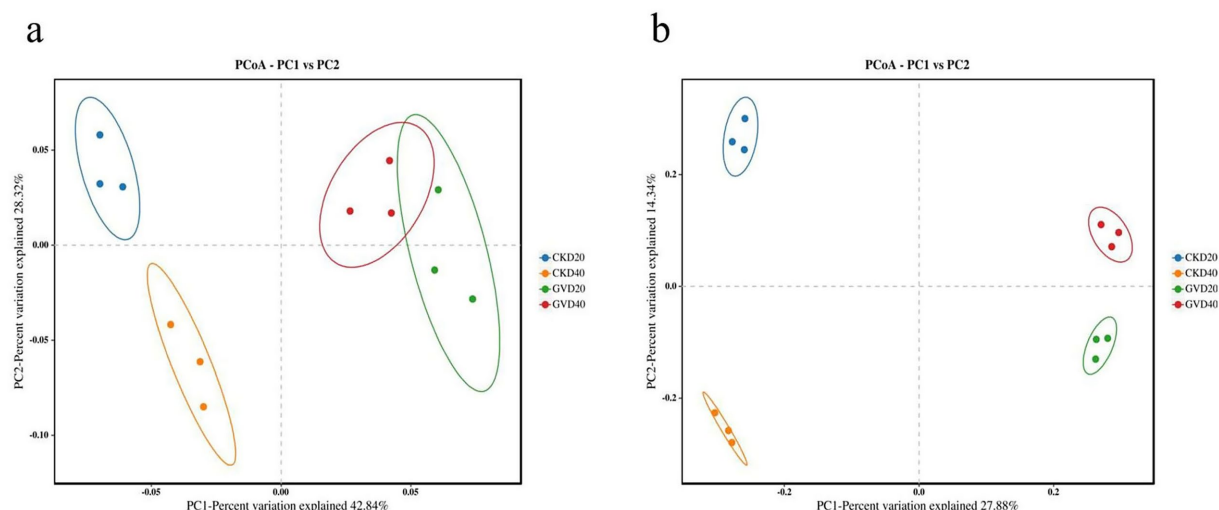 a
PCoA - PC1 vs PC2
0.05
0.00
-0.05
-0.10
PC2-Percent variation explained 28.32%
-0.05
0.00
0.05
PC1-Percent variation explained 42.84%
CKD20
CKD40
GVD20
GVD40
b
PCoA - PC1 vs PC2
0.2
0.0
-0.2
PC2-Percent variation explained 14.34%
-0.2
0.0
0.2
PC1-Percent variation explained 27.88%
CKD20
CKD40
GVD20
GVD40